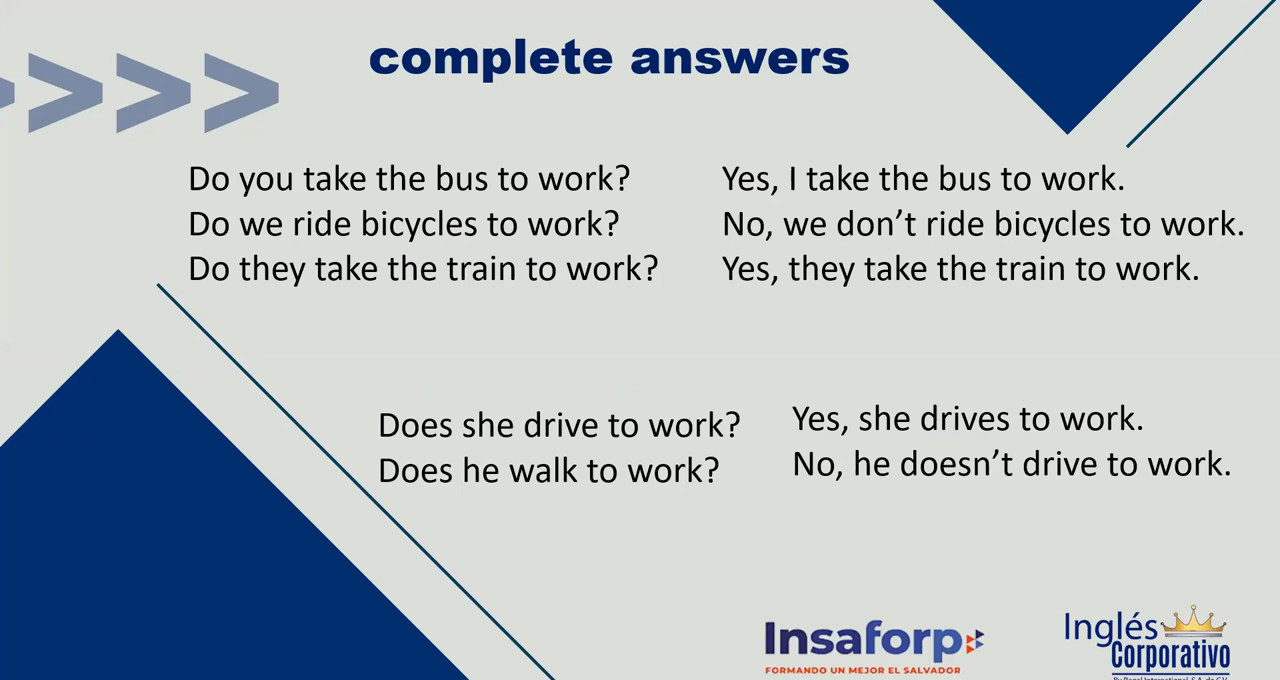 complete answers
Do you take the bus to work?
Do we ride bicycles to work?
Do they take the train to work?
Yes, I take the bus to work.
No, we don’t ride bicycles to work.
Yes, they take the train to work.
Does she drive to work?
Does he walk to work?
Yes, she drives to work.
No, he doesn’t drive to work.
Insaforp
FORMANDO UN MEJOR EL SALVADOR
Inglés
Corporativo